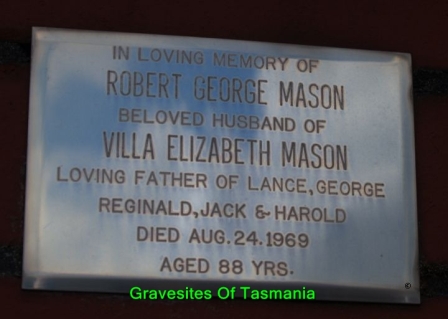 IN LOVING MEMORY OF
ROBERT GEORGE MASON
BELOVED HUSBAND OF
VILLA ELIZABETH MASON
LOVING FATHER OF LANCE, GEORGE
REGINALD, JACK & HAROLD
DIED AUG. 24. 1969
AGED 88 YRS.
©
Gravesites Of Tasmania